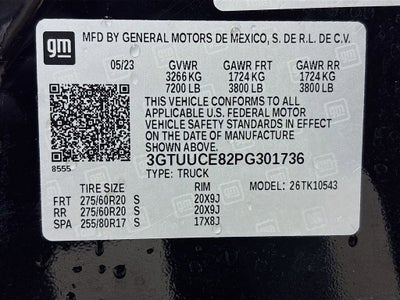 gm MFD BY GENERAL MOTORS DE MEXICO, S. DE R.L. DE C.V.
05/23 GVWR GAWR FRT GAWR RR
3266 KG 1724 KG 1724 KG
7200 LB 3800 LB 3800 LB
THIS VEHICLE CONFORMS TO ALL
APPLICABLE U.S. FEDERAL MOTOR
VEHICLE SAFETY STANDARDS IN EFFECT ON
THE DATE OF MANUFACTURE
SHOWN ABOVE.
8555 3GTUUCE82PG301736
TYPE: TRUCK
TIRE SIZE RIM MODEL: 26TK10543
FRT 275/60R20 S 20X9J
RR 275/60R20 S 20X9J
SPA 255/80R17 S 17X8J